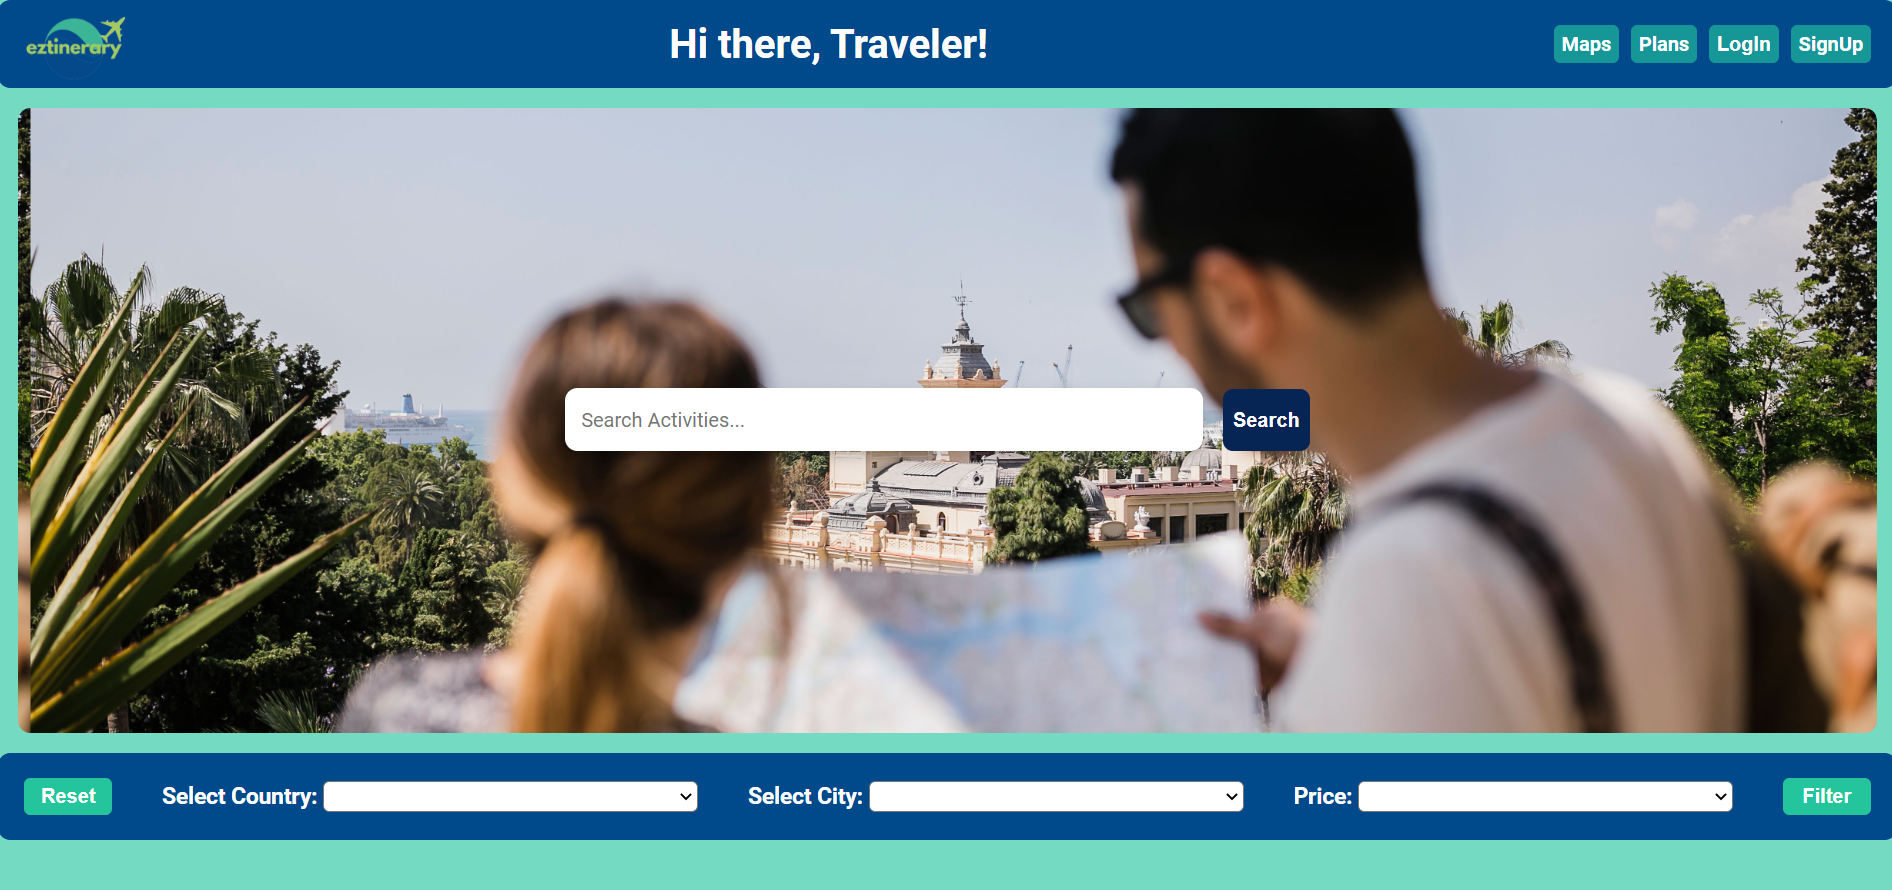 eztinerary
Hi there, Traveler!
Maps Plans LogIn SignUp
Search Activities... Search
Reset Select Country: Select City: Price: Filter